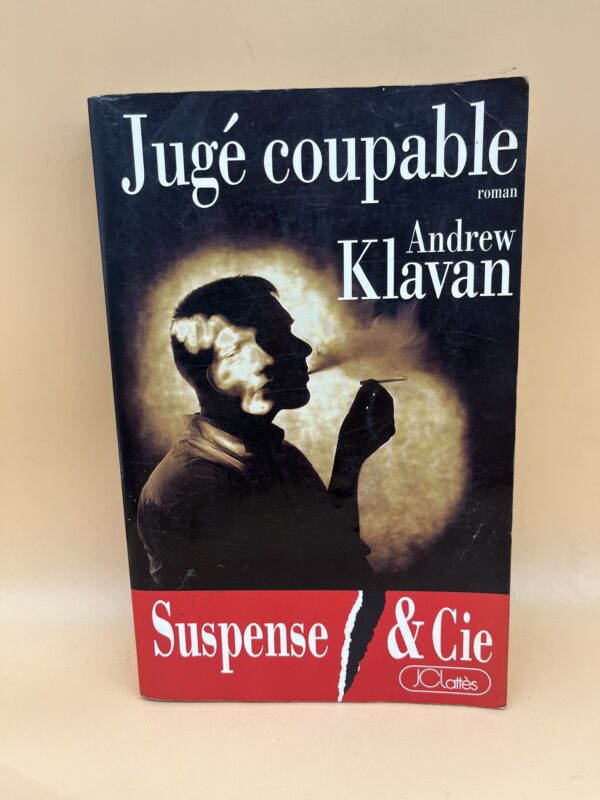 Jugé coupable
roman
Andrew
Klavan
Suspense & Cie
JCLattès